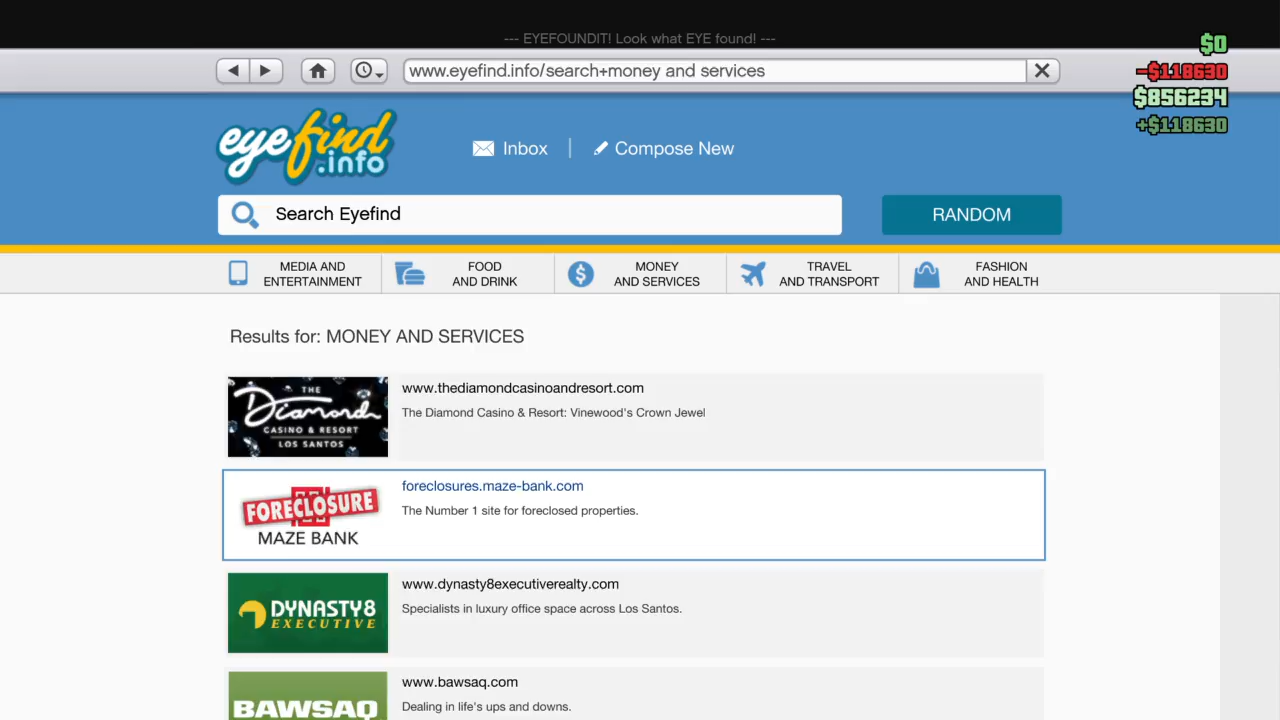 --- EYEFOUNDIT! Look what EYE found! ---
$0
www.eyefind.info/search+money and services
-$118630
$856234
+$118630
eyefind
.info
Inbox
Compose New
Search Eyefind
RANDOM
MEDIA AND
ENTERTAINMENT
FOOD
AND DRINK
MONEY
AND SERVICES
TRAVEL
AND TRANSPORT
FASHION
AND HEALTH
Results for: MONEY AND SERVICES
THE
Diamond
CASINO & RESORT
LOS SANTOS
www.thediamondcasinoandresort.com
The Diamond Casino & Resort: Vinewood's Crown Jewel
FORECLOSURE
MAZE BANK
foreclosures.maze-bank.com
The Number 1 site for foreclosed properties.
DYNASTY8
EXECUTIVE
www.dynasty8executiverealty.com
Specialists in luxury office space across Los Santos.
BAWSAQ
www.bawsaq.com
Dealing in life's ups and downs.